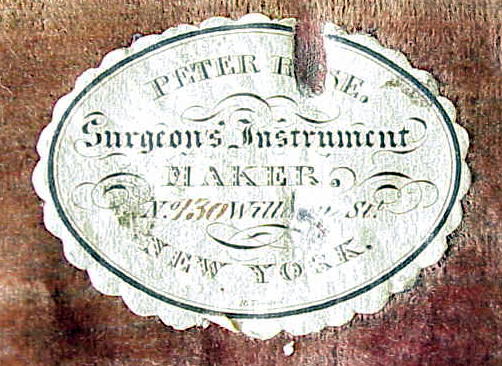 PETER
Surgeon's Instrument
MAKER,
No. 130 St.
NEW YORK.